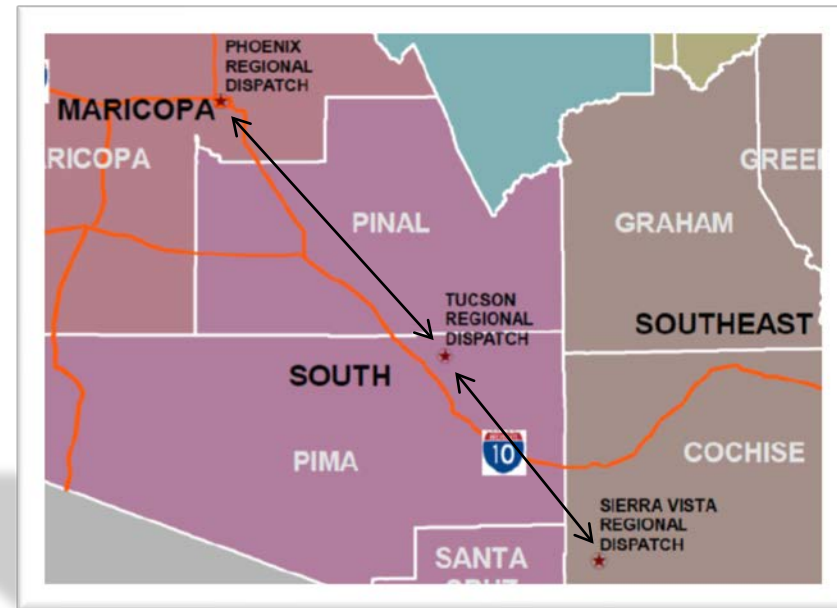 PHOENIX
REGIONAL
DISPATCH
MARICOPA
RICOPA
GREE
PINAL
GRAHAM
TUCSON
REGIONAL
DISPATCH
SOUTHEAST
SOUTH
10
PIMA
COCHISE
SIERRA VISTA
REGIONAL
DISPATCH
SANTA